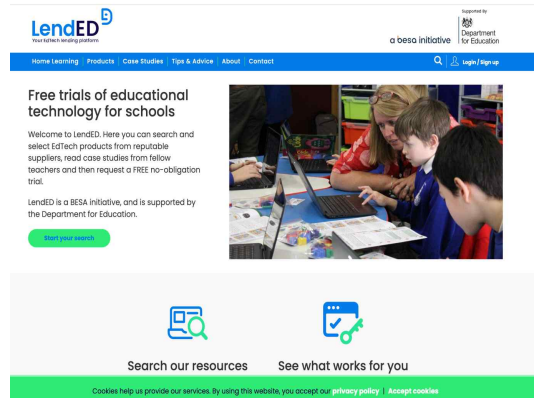 LendED
Your EdTech lending platform
a besa initiative
Supported By
Department
for Education
Home Learning | Products | Case Studies | Tips & Advice | About | Contact
Login / Sign up
Free trials of educational
technology for schools
Welcome to LendED. Here you can search and
select EdTech products from reputable
suppliers, read case studies from fellow
teachers and then request a FREE no-obligation
trial.
LendED is a BESA initiative, and is supported by
the Department for Education.
Start your search
Search our resources
See what works for you
Cookies help us provide our services. By using this website, you accept our privacy policy | Accept cookies